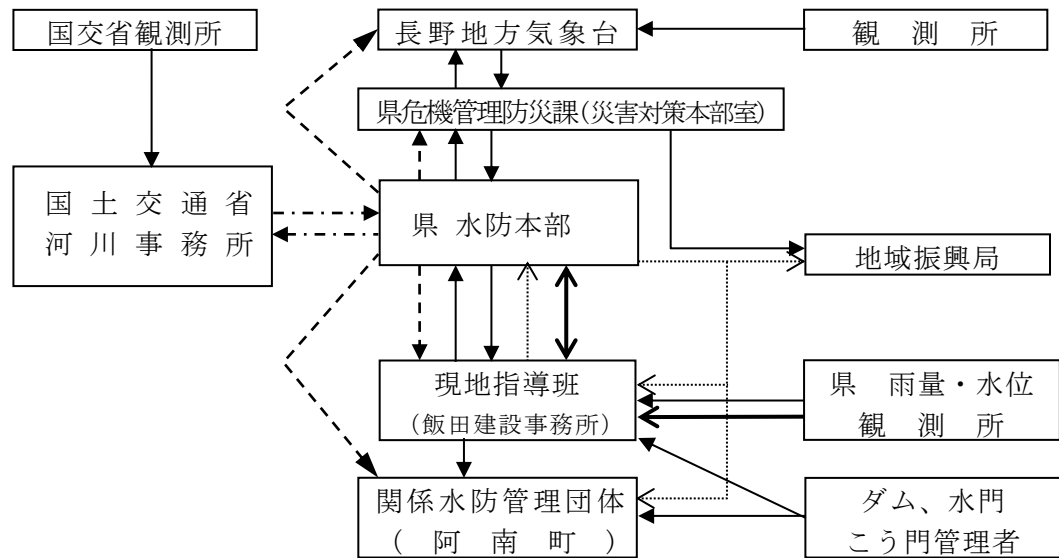 国交省観測所
長野地方気象台
観測所
県危機管理防災課(災害対策本部室)
国土交通省
河川事務所
県 水防本部
地域振興局
現地指導班
(飯田建設事務所)
県 雨量・水位
観測所
関係水防管理団体
( 阿南町 )
ダム、水門
こう門管理者